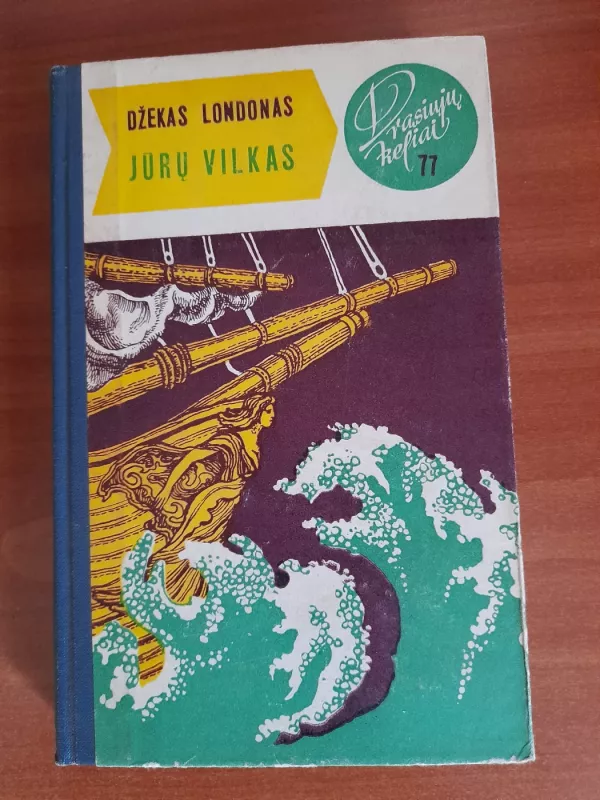 DŽEKAS LONDONAS
JŪRŲ VILKAS
Drąsiųjų
keliai
77